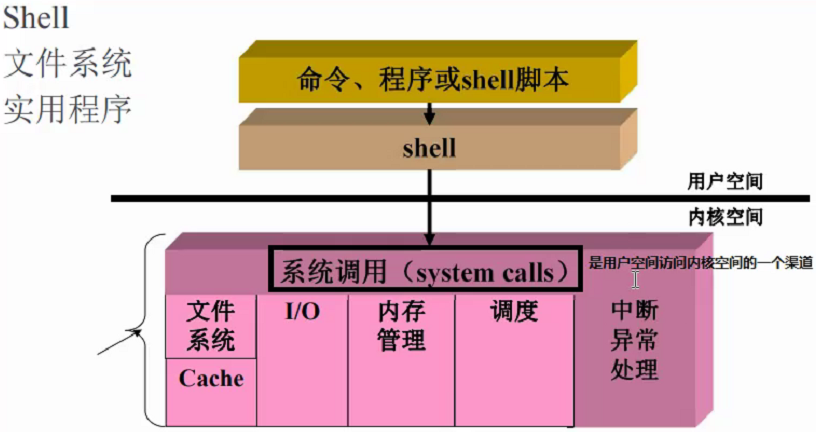 Shell
文件系统
实用程序
命令、程序或shell脚本
shell
用户空间
内核空间
系统调用（system calls）
是用户空间访问内核空间的一个渠道
文件
系统
Cache
I/O
内存
管理
调度
中断
异常
处理